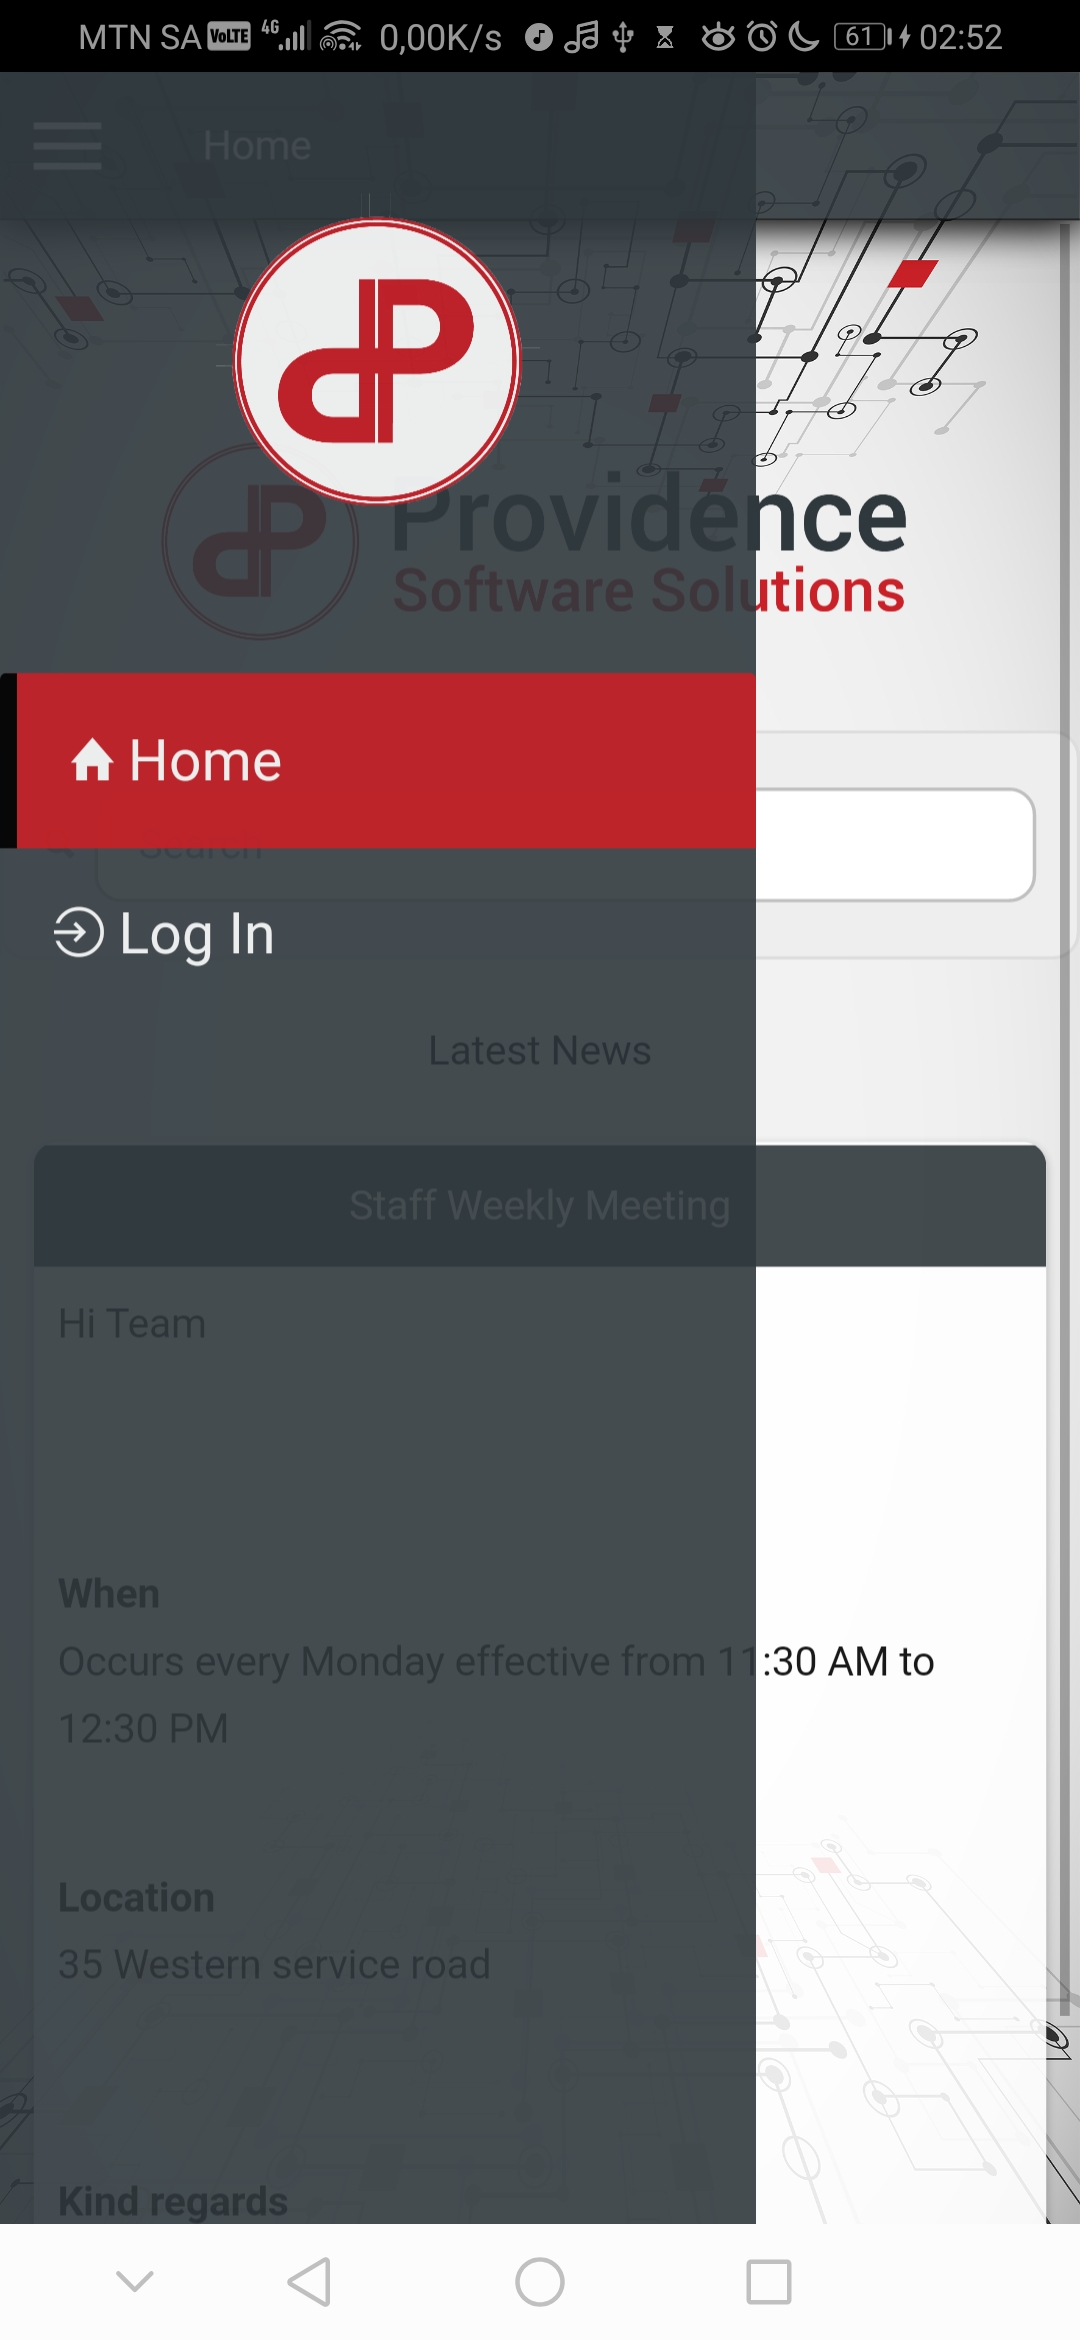 MTN SA VoLTE 4G 0,00K/s 61 02:52
Home
Providence
Software Solutions
Home
Search
Log In
Latest News
Staff Weekly Meeting
Hi Team
When
Occurs every Monday effective from 11:30 AM to
12:30 PM
Location
35 Western service road
Kind regards